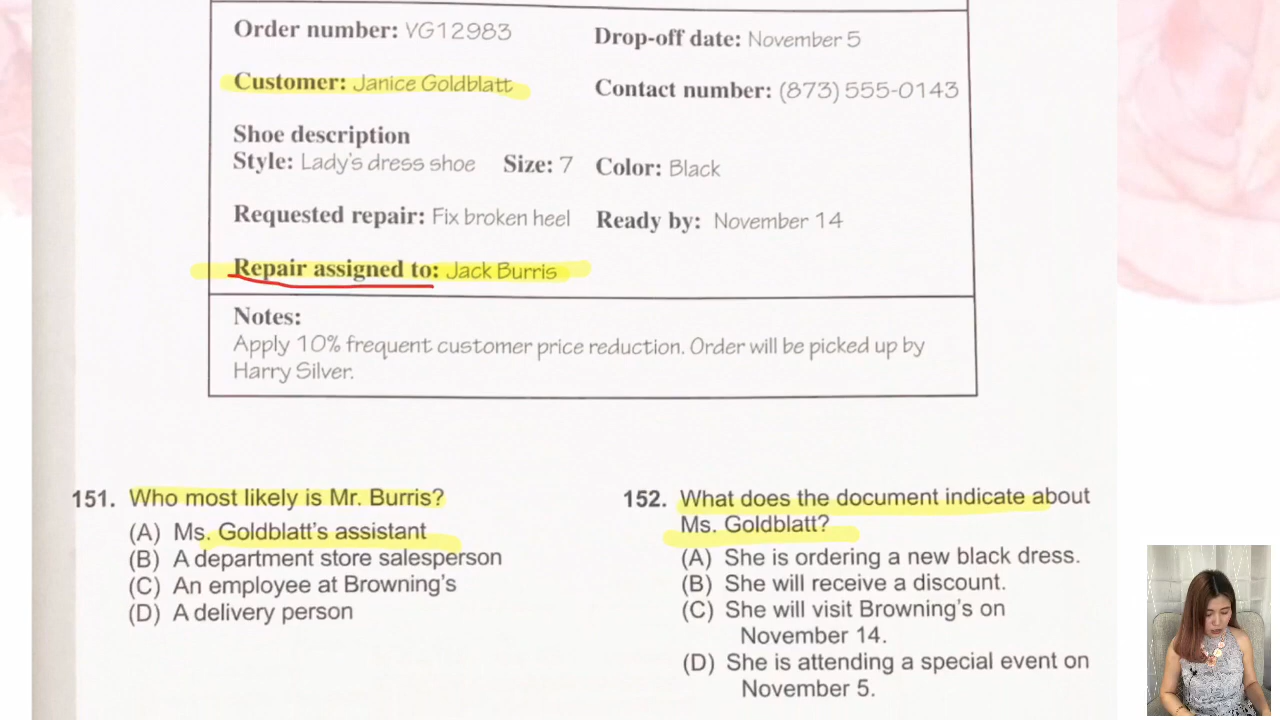 Order number: VG12983
Drop-off date: November 5
Customer: Janice Goldblatt
Contact number: (873) 555-0143
Shoe description
Style: Lady's dress shoe Size: 7 Color: Black
Requested repair: Fix broken heel Ready by: November 14
Repair assigned to: Jack Burris
Notes:
Apply 10% frequent customer price reduction. Order will be picked up by
Harry Silver.
151. Who most likely is Mr. Burris?
(A) Ms. Goldblatt's assistant
(B) A department store salesperson
(C) An employee at Browning's
(D) A delivery person
152. What does the document indicate about
Ms. Goldblatt?
(A) She is ordering a new black dress.
(B) She will receive a discount.
(C) She will visit Browning's on
November 14.
(D) She is attending a special event on
November 5.